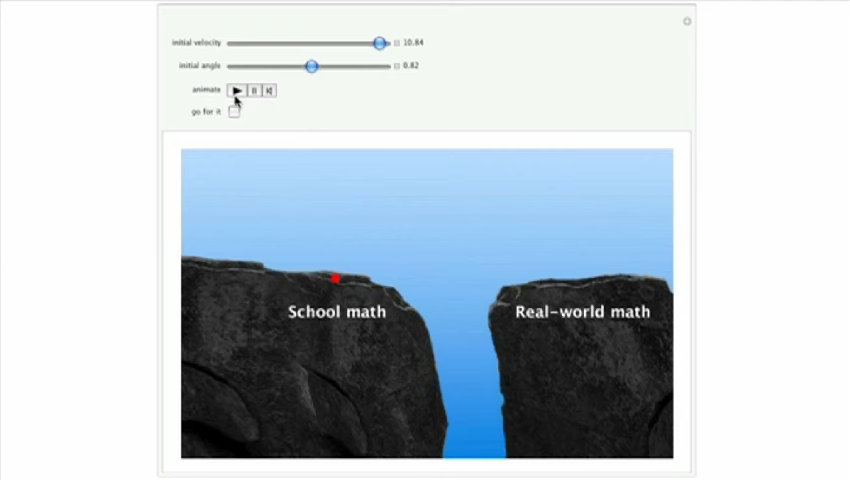 initial velocity 10.84
initial angle 0.82
animate
go for it
School math
Real-world math